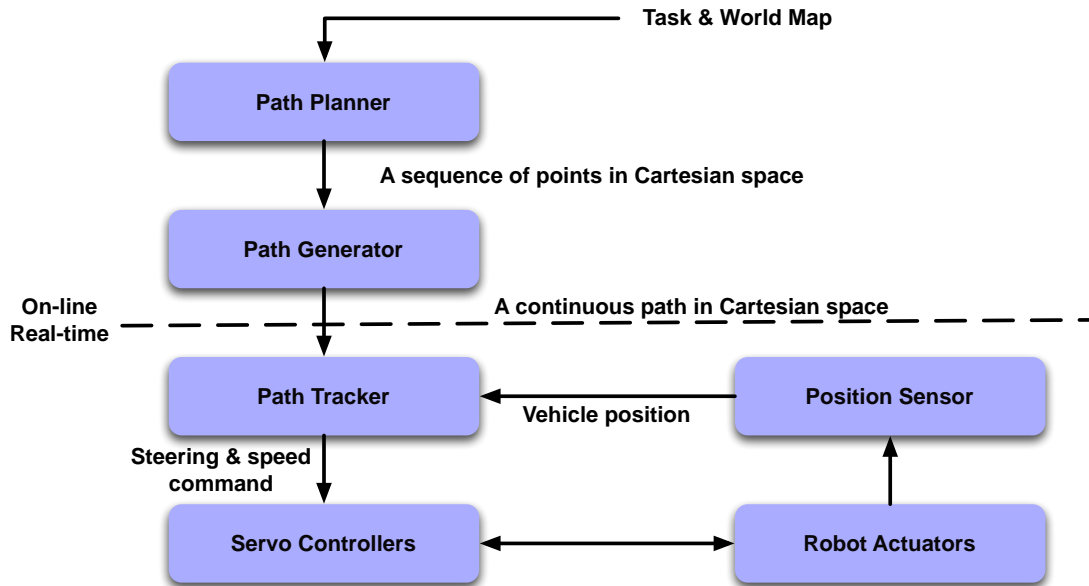 Task & World Map
Path Planner
A sequence of points in Cartesian space
Path Generator
On-line
Real-time
A continuous path in Cartesian space
Path Tracker
Vehicle position
Position Sensor
Steering & speed
command
Servo Controllers
Robot Actuators